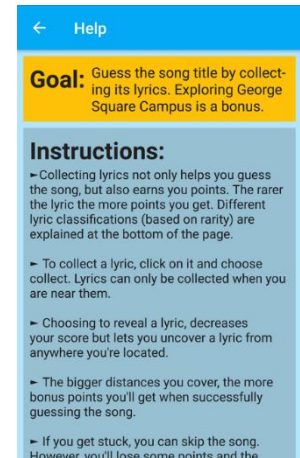 ← Help
Goal: Guess the song title by collect-
ing its lyrics. Exploring George
Square Campus is a bonus.
Instructions:
►Collecting lyrics not only helps you guess
the song, but also earns you points. The rarer
the lyric the more points you get. Different
lyric classifications (based on rarity) are
explained at the bottom of the page.
► To collect a lyric, click on it and choose
collect. Lyrics can only be collected when you
are near them.
► Choosing to reveal a lyric, decreases
your score but lets you uncover a lyric from
anywhere you're located.
► The bigger distances you cover, the more
bonus points you'll get when successfully
guessing the song.
► If you get stuck, you can skip the song.
However, you'll lose some points and the